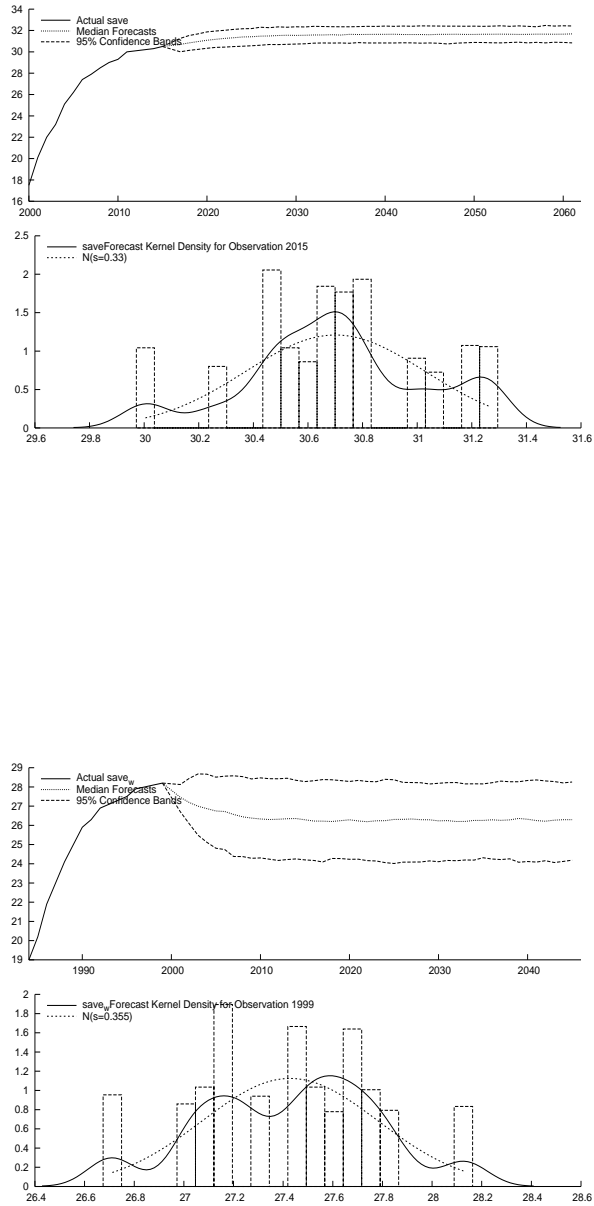 34
32
30
28
26
24
22
20
18
16
Actual save
Median Forecasts
95% Confidence Bands
2000 2010 2020 2030 2040 2050 2060
2.5
2
1.5
1
0.5
0
saveForecast Kernel Density for Observation 2015
N(s=0.33)
29.6 29.8 30 30.2 30.4 30.6 30.8 31 31.2 31.4 31.6
29
28
27
26
25
24
23
22
21
20
19
Actual save_w
Median Forecasts
95% Confidence Bands
1990 2000 2010 2020 2030 2040
2
1.8
1.6
1.4
1.2
1
0.8
0.6
0.4
0.2
0
save_wForecast Kernel Density for Observation 1999
N(s=0.355)
26.4 26.6 26.8 27 27.2 27.4 27.6 27.8 28 28.2 28.4 28.6